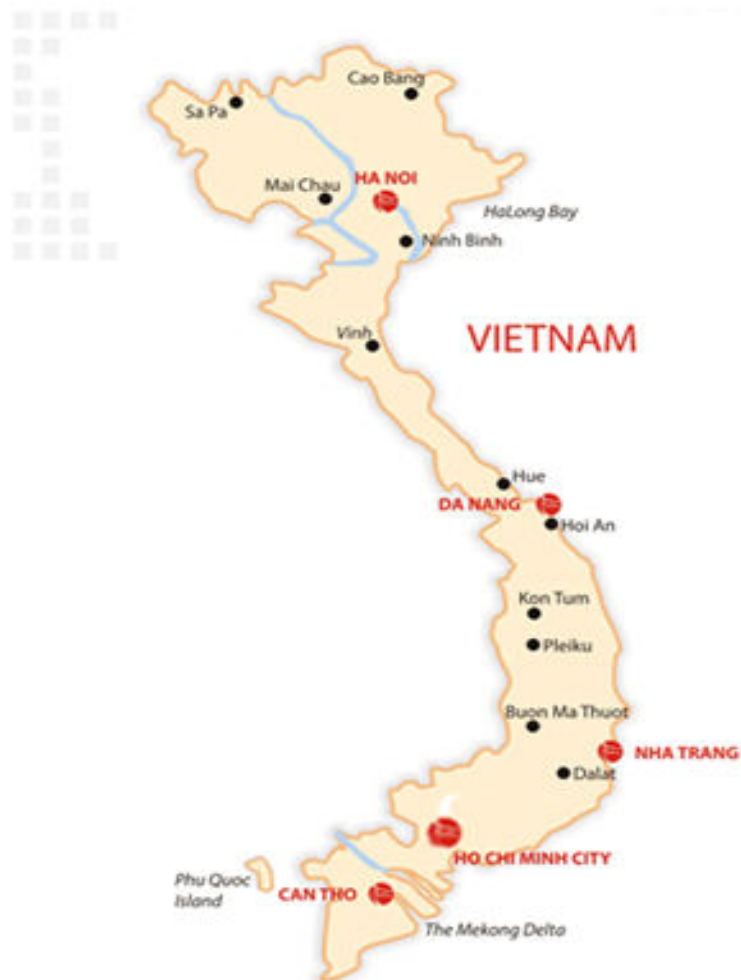 Cao Bang
Sa Pa
HA NOI
Mai Chau
HaLong Bay
Ninh Binh
Vinh
VIETNAM
Hue
DA NANG
Hoi An
Kon Tum
Pleiku
Buon Ma Thuot
NHA TRANG
Dalat
HO CHI MINH CITY
Phu Quoc
Island
CAN THO
The Mekong Delta